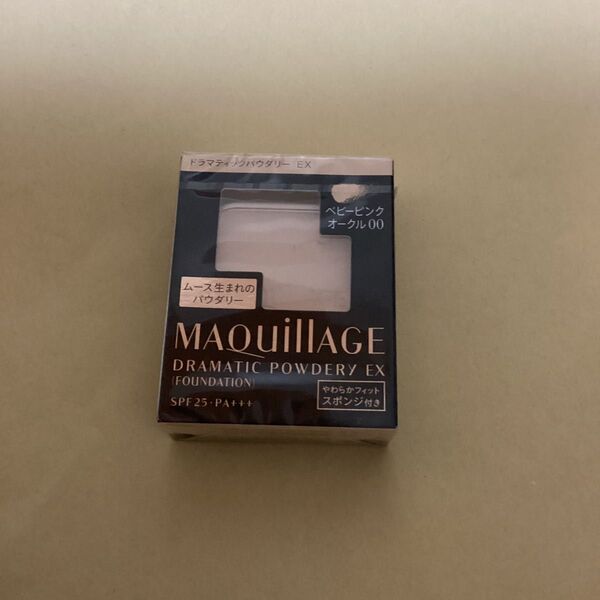 ドラマティックパウダリー EX
ベビーピンク
オークル00
ムース生まれの
パウダリー
MAQuillAGE
DRAMATIC POWDERY EX
(FOUNDATION)
やわらかフィット
スポンジ付き
SPF25・PA+++